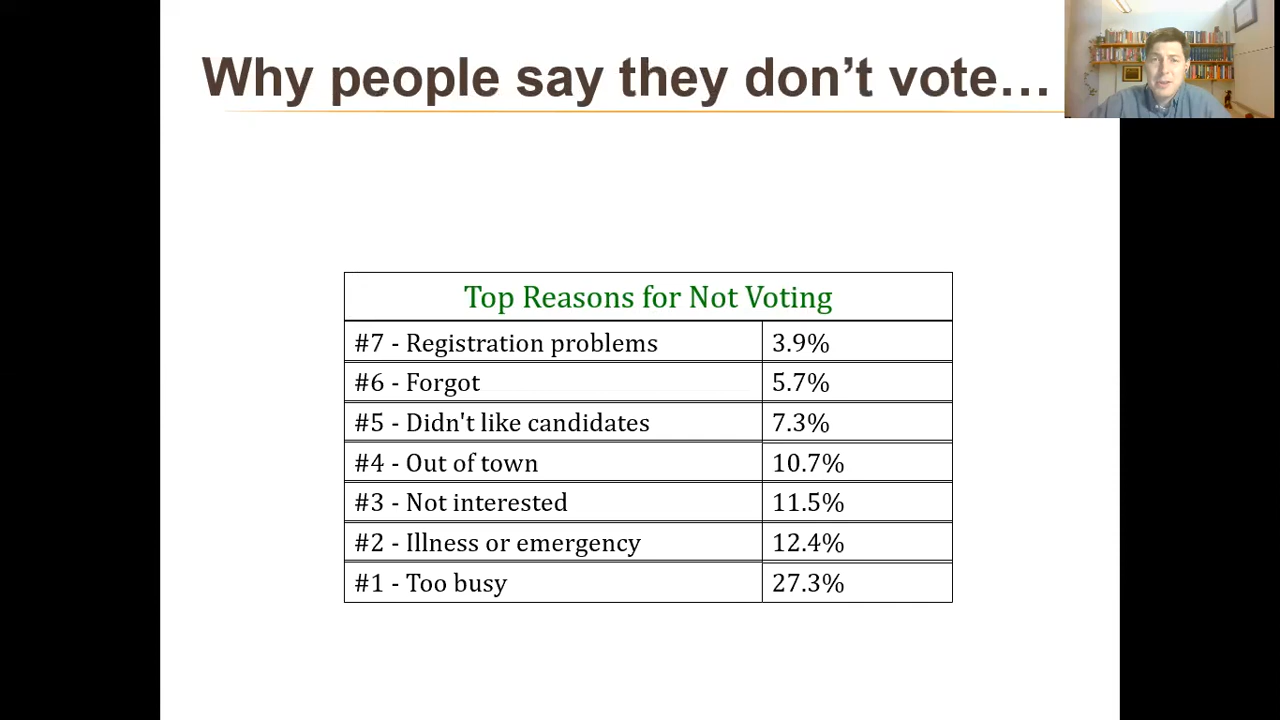 Why people say they don’t vote…
Top Reasons for Not Voting
#7 - Registration problems 3.9%
#6 - Forgot 5.7%
#5 - Didn't like candidates 7.3%
#4 - Out of town 10.7%
#3 - Not interested 11.5%
#2 - Illness or emergency 12.4%
#1 - Too busy 27.3%